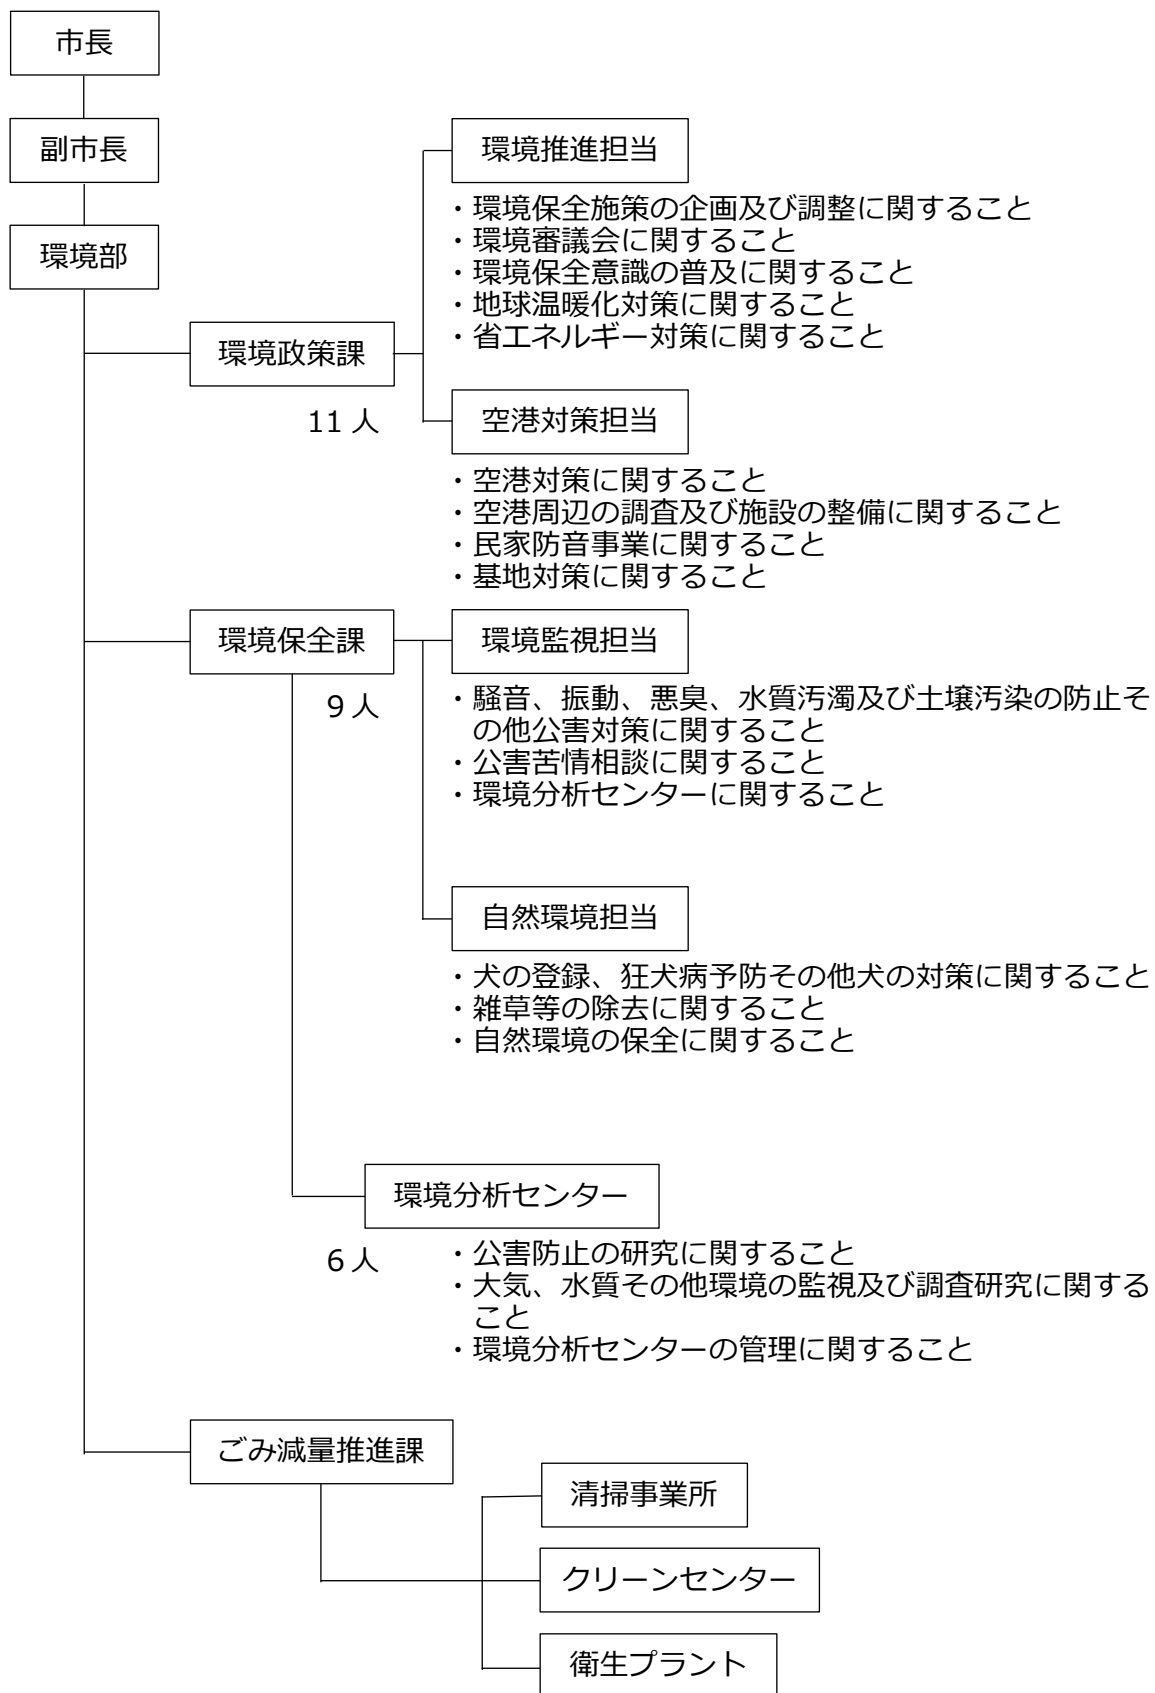 市長
副市長
環境部
環境推進担当
・環境保全施策の企画及び調整に関すること
・環境審議会に関すること
・環境保全意識の普及に関すること
・地球温暖化対策に関すること
・省エネルギー対策に関すること
環境政策課
11 人
空港対策担当
・空港対策に関すること
・空港周辺の調査及び施設の整備に関すること
・民家防音事業に関すること
・基地対策に関すること
環境保全課
9 人
環境監視担当
・騒音、振動、悪臭、水質汚濁及び土壌汚染の防止そ
の他公害対策に関すること
・公害苦情相談に関すること
・環境分析センターに関すること
自然環境担当
・犬の登録、狂犬病予防その他犬の対策に関すること
・雑草等の除去に関すること
・自然環境の保全に関すること
環境分析センター
6 人
・公害防止の研究に関すること
・大気、水質その他環境の監視及び調査研究に関する
こと
・環境分析センターの管理に関すること
ごみ減量推進課
清掃事業所
クリーンセンター
衛生プラント